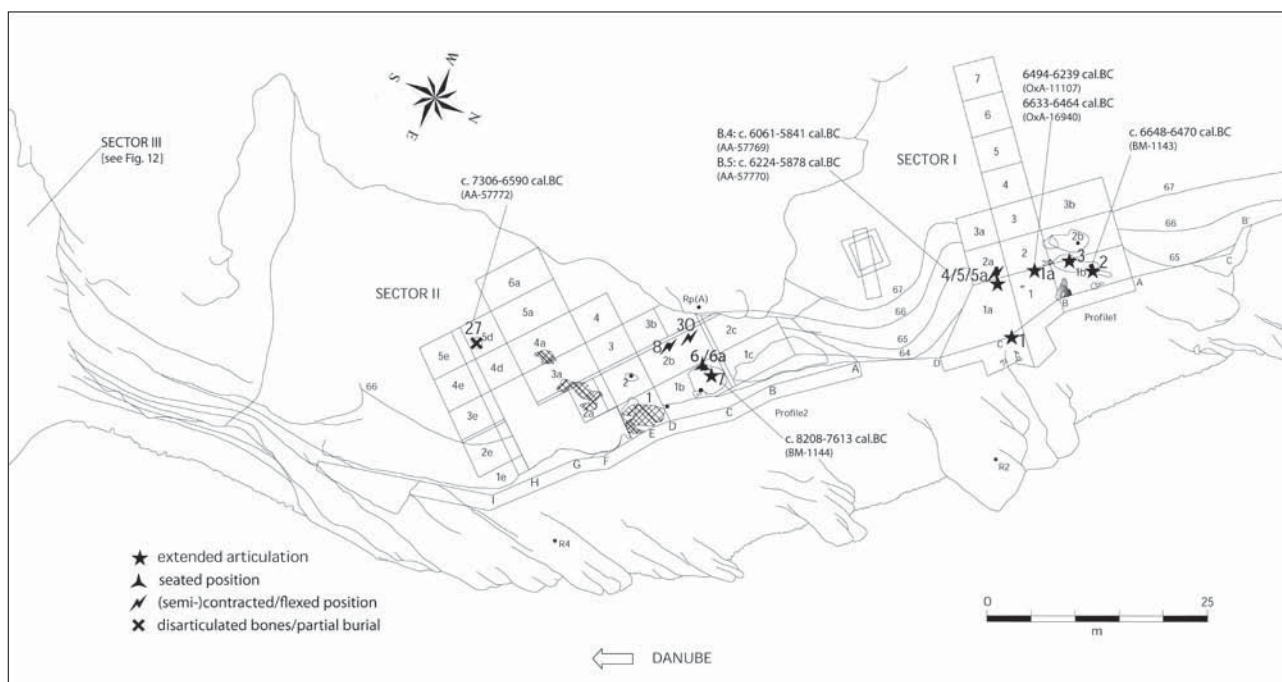 W
S
N
E
SECTOR III
[see Fig. 12]
c. 7306-6590 cal.BC
(AA-57772)
SECTOR II
6a
5a
4
3b
Rp(A)
30
2c
27
5d
5e
4a
3
8
2b
1c
4d
4e
3a
2
6/6a
7
1b
A
66
3e
2a
1
B
2e
D
C
E
Profile2
1e
F
G
H
I
c. 8208-7613 cal.BC
(BM-1144)
R4
B.4: c. 6061-5841 cal.BC
(AA-57769)
B.5: c. 6224-5878 cal.BC
(AA-57770)
SECTOR I
7
6
5
4
6494-6239 cal.BC
(OxA-11107)
6633-6464 cal.BC
(OxA-16940)
c. 6648-6470 cal.BC
(BM-1143)
3b
67
3
3a
66
B'
2b
2
65
C
2a
3
2
4/5/5a
1a
1b
A
67
1
B
66
1a
Profile1
65
1
64
C
D
R2
extended articulation
seated position
(semi-)contracted/flexed position
disarticulated bones/partial burial
0 25
m
DANUBE